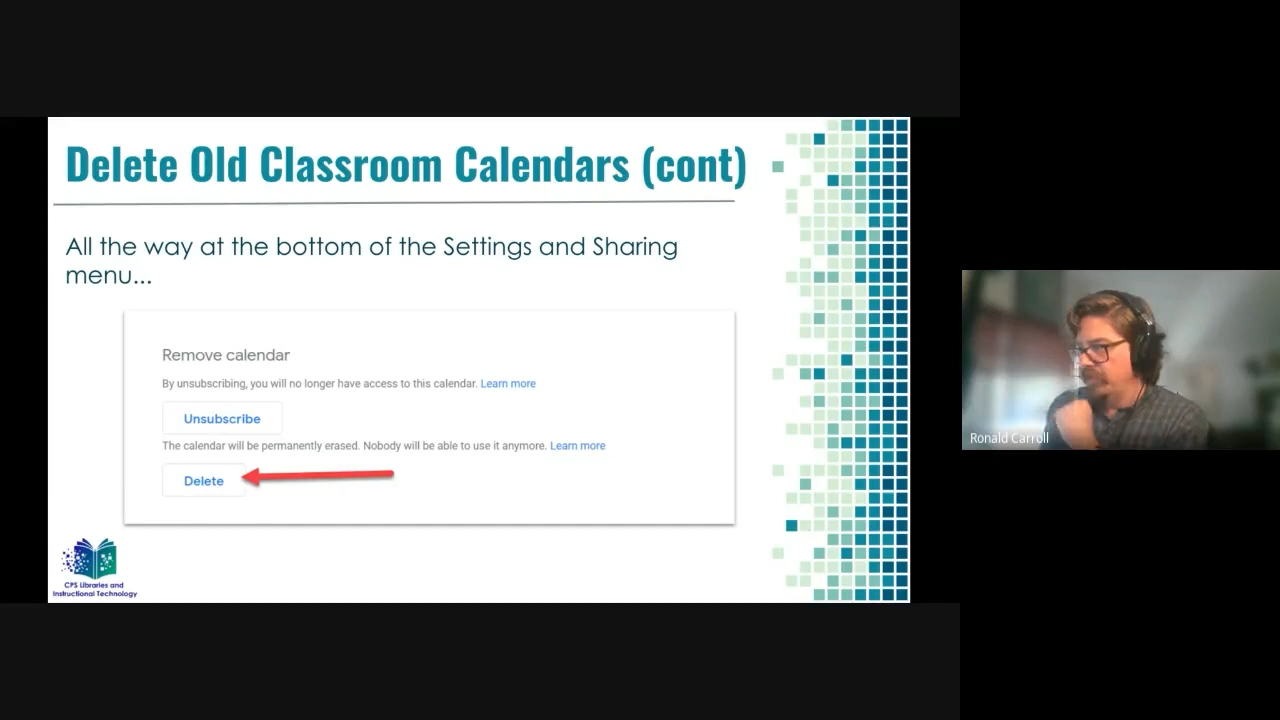 Delete Old Classroom Calendars (cont)
All the way at the bottom of the Settings and Sharing
menu...
Remove calendar
By unsubscribing, you will no longer have access to this calendar. Learn more
Unsubscribe
The calendar will be permanently erased. Nobody will be able to use it anymore. Learn more
Delete
CPS Libraries and
Instructional Technology
Ronald Carroll